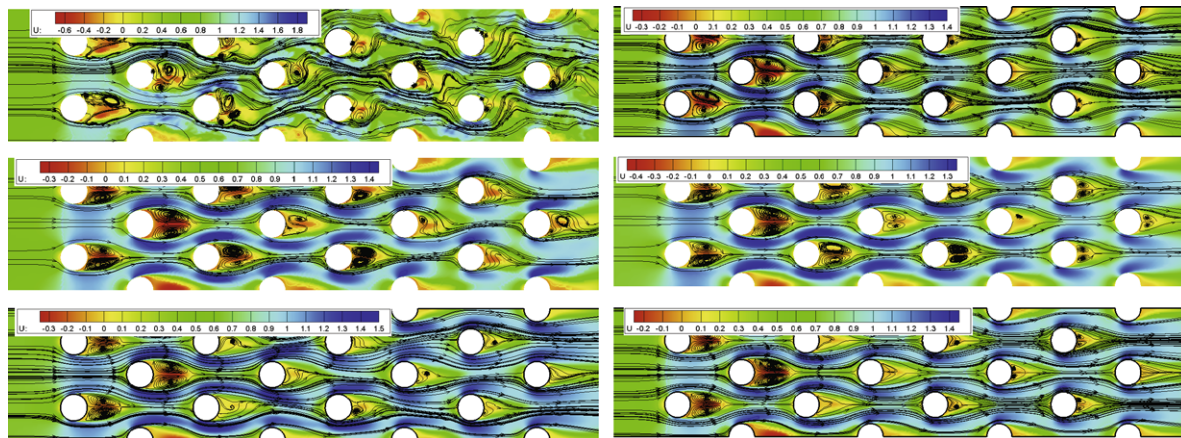 U: -0.6 -0.4 -0.2 0 0.2 0.4 0.6 0.8 1 1.2 1.4 1.6 1.8
U: -0.3 -0.2 -0.1 0 0.1 0.2 0.3 0.4 0.5 0.6 0.7 0.8 0.9 1 1.1 1.2 1.3 1.4
U: -0.3 -0.2 -0.1 0 0.1 0.2 0.3 0.4 0.5 0.6 0.7 0.8 0.9 1 1.1 1.2 1.3 1.4
U -0.4 -0.3 -0.2 -0.1 0 0.1 0.2 0.3 0.4 0.5 0.6 0.7 0.8 0.9 1 1.1 1.2 1.3
U: -0.3 -0.2 -0.1 0 0.1 0.2 0.3 0.4 0.5 0.6 0.7 0.8 0.9 1 1.1 1.2 1.3 1.4 1.5
U -0.2 -0.1 0 0.1 0.2 0.3 0.4 0.5 0.6 0.7 0.8 0.9 1 1.1 1.2 1.3 1.4